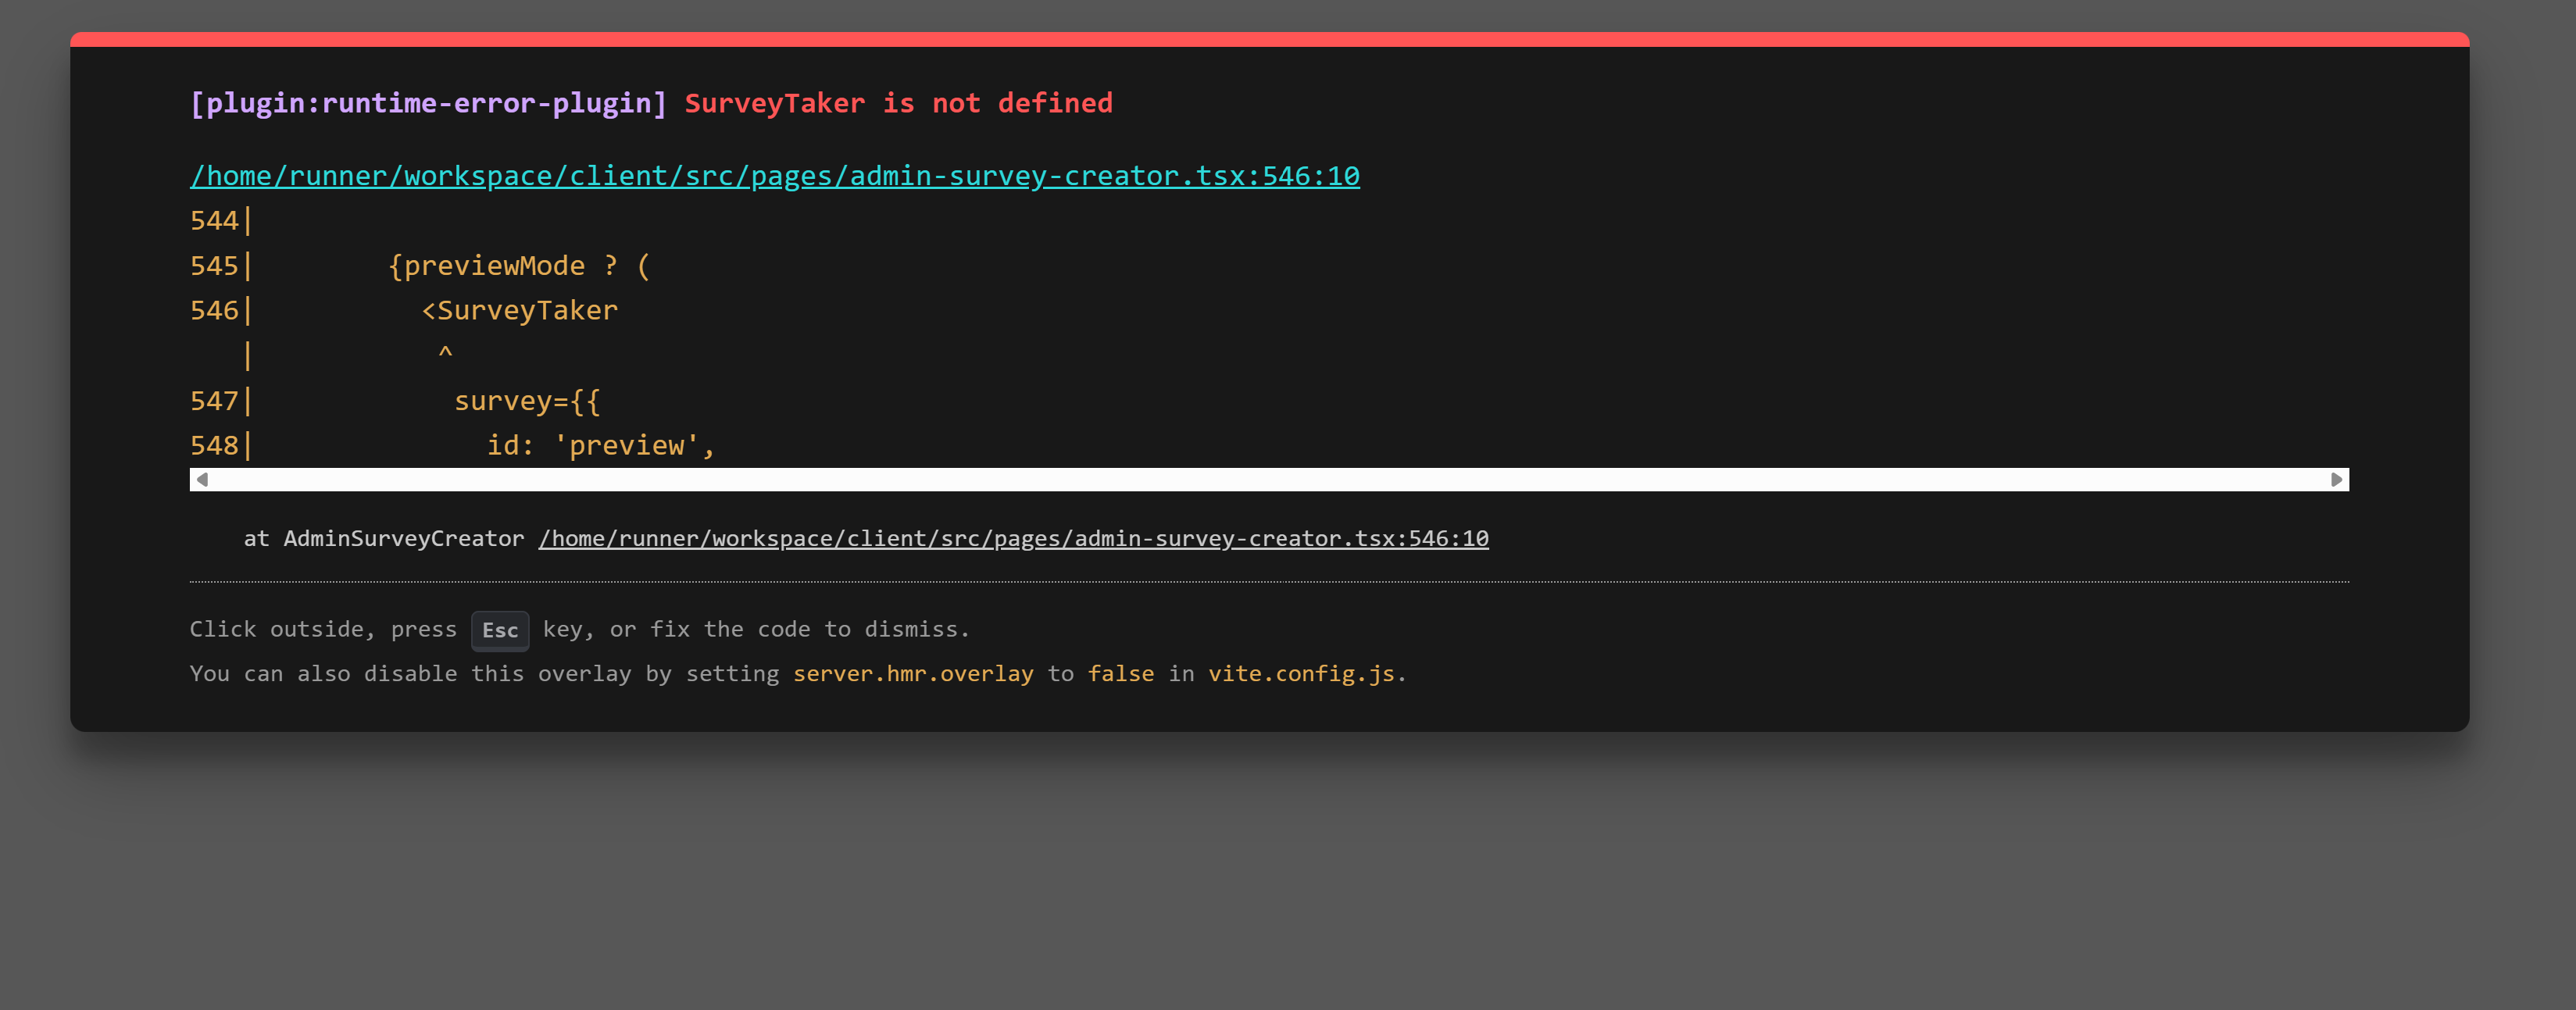 [plugin:runtime-error-plugin] SurveyTaker is not defined
/home/runner/workspace/client/src/pages/admin-survey-creator.tsx:546:10
544|
545|        {previewMode ? (
546|          <SurveyTaker
   |           ^
547|            survey={{
548|              id: 'preview',
at AdminSurveyCreator /home/runner/workspace/client/src/pages/admin-survey-creator.tsx:546:10
Click outside, press Esc key, or fix the code to dismiss.
You can also disable this overlay by setting server.hmr.overlay to false in vite.config.js.